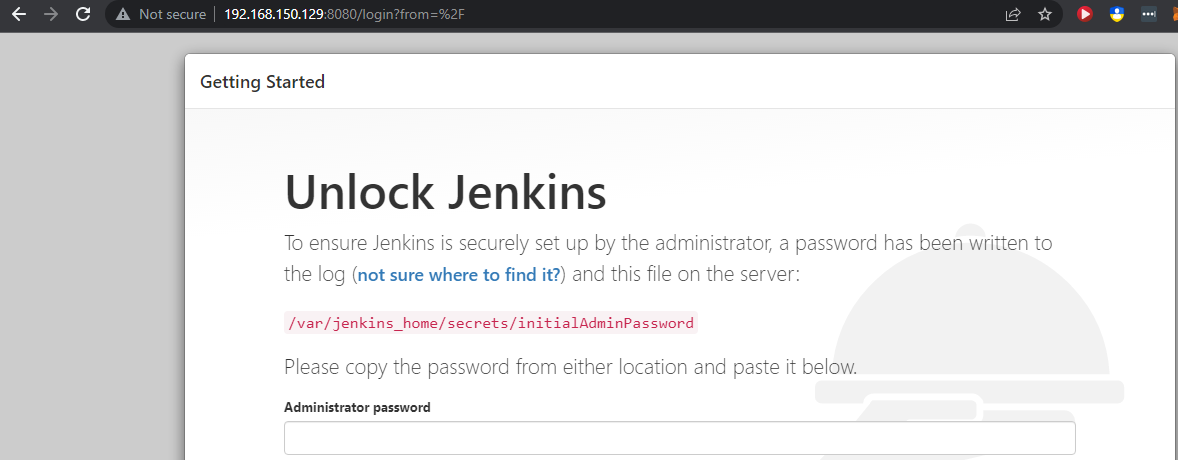 Not secure | 192.168.150.129:8080/login?from=%2F
Getting Started
Unlock Jenkins
To ensure Jenkins is securely set up by the administrator, a password has been written to
the log (not sure where to find it?) and this file on the server:
/var/jenkins_home/secrets/initialAdminPassword
Please copy the password from either location and paste it below.
Administrator password